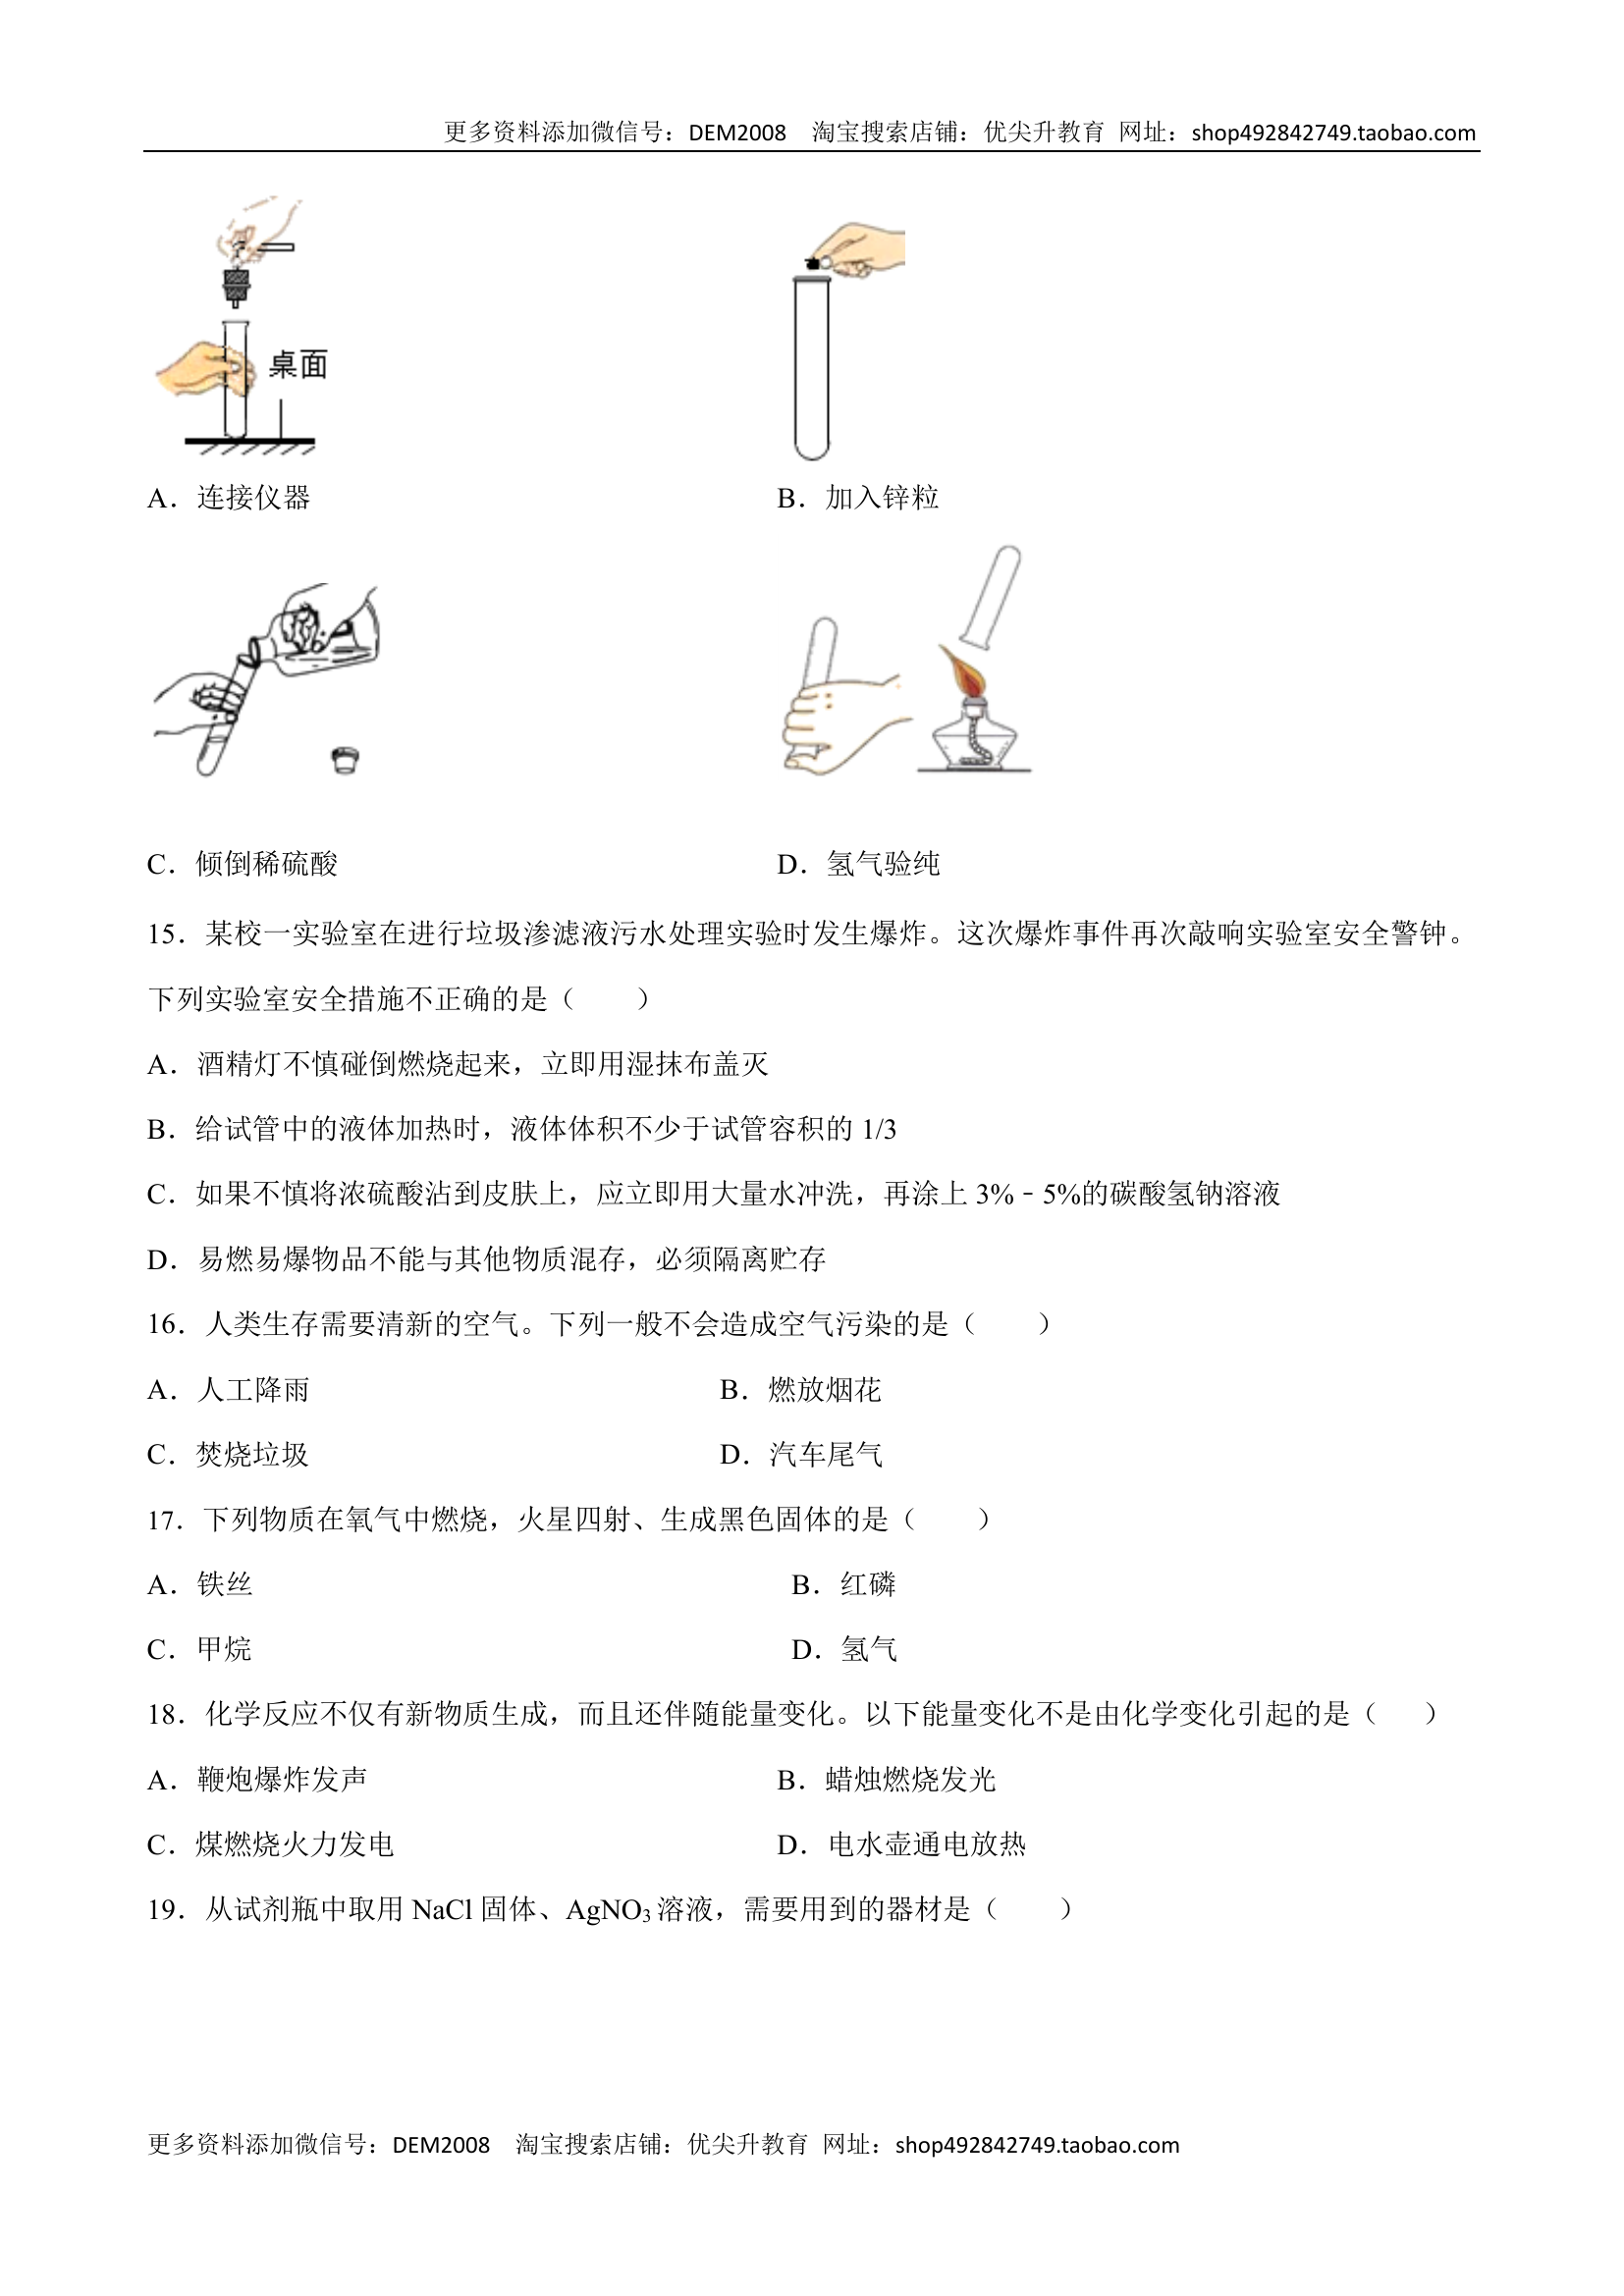 更多资料添加微信号：DEM2008 淘宝搜索店铺：优尖升教育 网址：shop492842749.taobao.com
桌面
A．连接仪器 B．加入锌粒
C．倾倒稀硫酸 D．氢气验纯
15．某校一实验室在进行垃圾渗滤液污水处理实验时发生爆炸。这次爆炸事件再次敲响实验室安全警钟。
下列实验室安全措施不正确的是（ ）
A．酒精灯不慎碰倒燃烧起来，立即用湿抹布盖灭
B．给试管中的液体加热时，液体体积不少于试管容积的 1/3
C．如果不慎将浓硫酸沾到皮肤上，应立即用大量水冲洗，再涂上 3%﹣5%的碳酸氢钠溶液
D．易燃易爆物品不能与其他物质混存，必须隔离贮存
16．人类生存需要清新的空气。下列一般不会造成空气污染的是（ ）
A．人工降雨 B．燃放烟花
C．焚烧垃圾 D．汽车尾气
17．下列物质在氧气中燃烧，火星四射、生成黑色固体的是（ ）
A．铁丝 B．红磷
C．甲烷 D．氢气
18．化学反应不仅有新物质生成，而且还伴随能量变化。以下能量变化不是由化学变化引起的是（ ）
A．鞭炮爆炸发声 B．蜡烛燃烧发光
C．煤燃烧火力发电 D．电水壶通电放热
19．从试剂瓶中取用 NaCl 固体、AgNO₃ 溶液，需要用到的器材是（ ）
更多资料添加微信号：DEM2008 淘宝搜索店铺：优尖升教育 网址：shop492842749.taobao.com